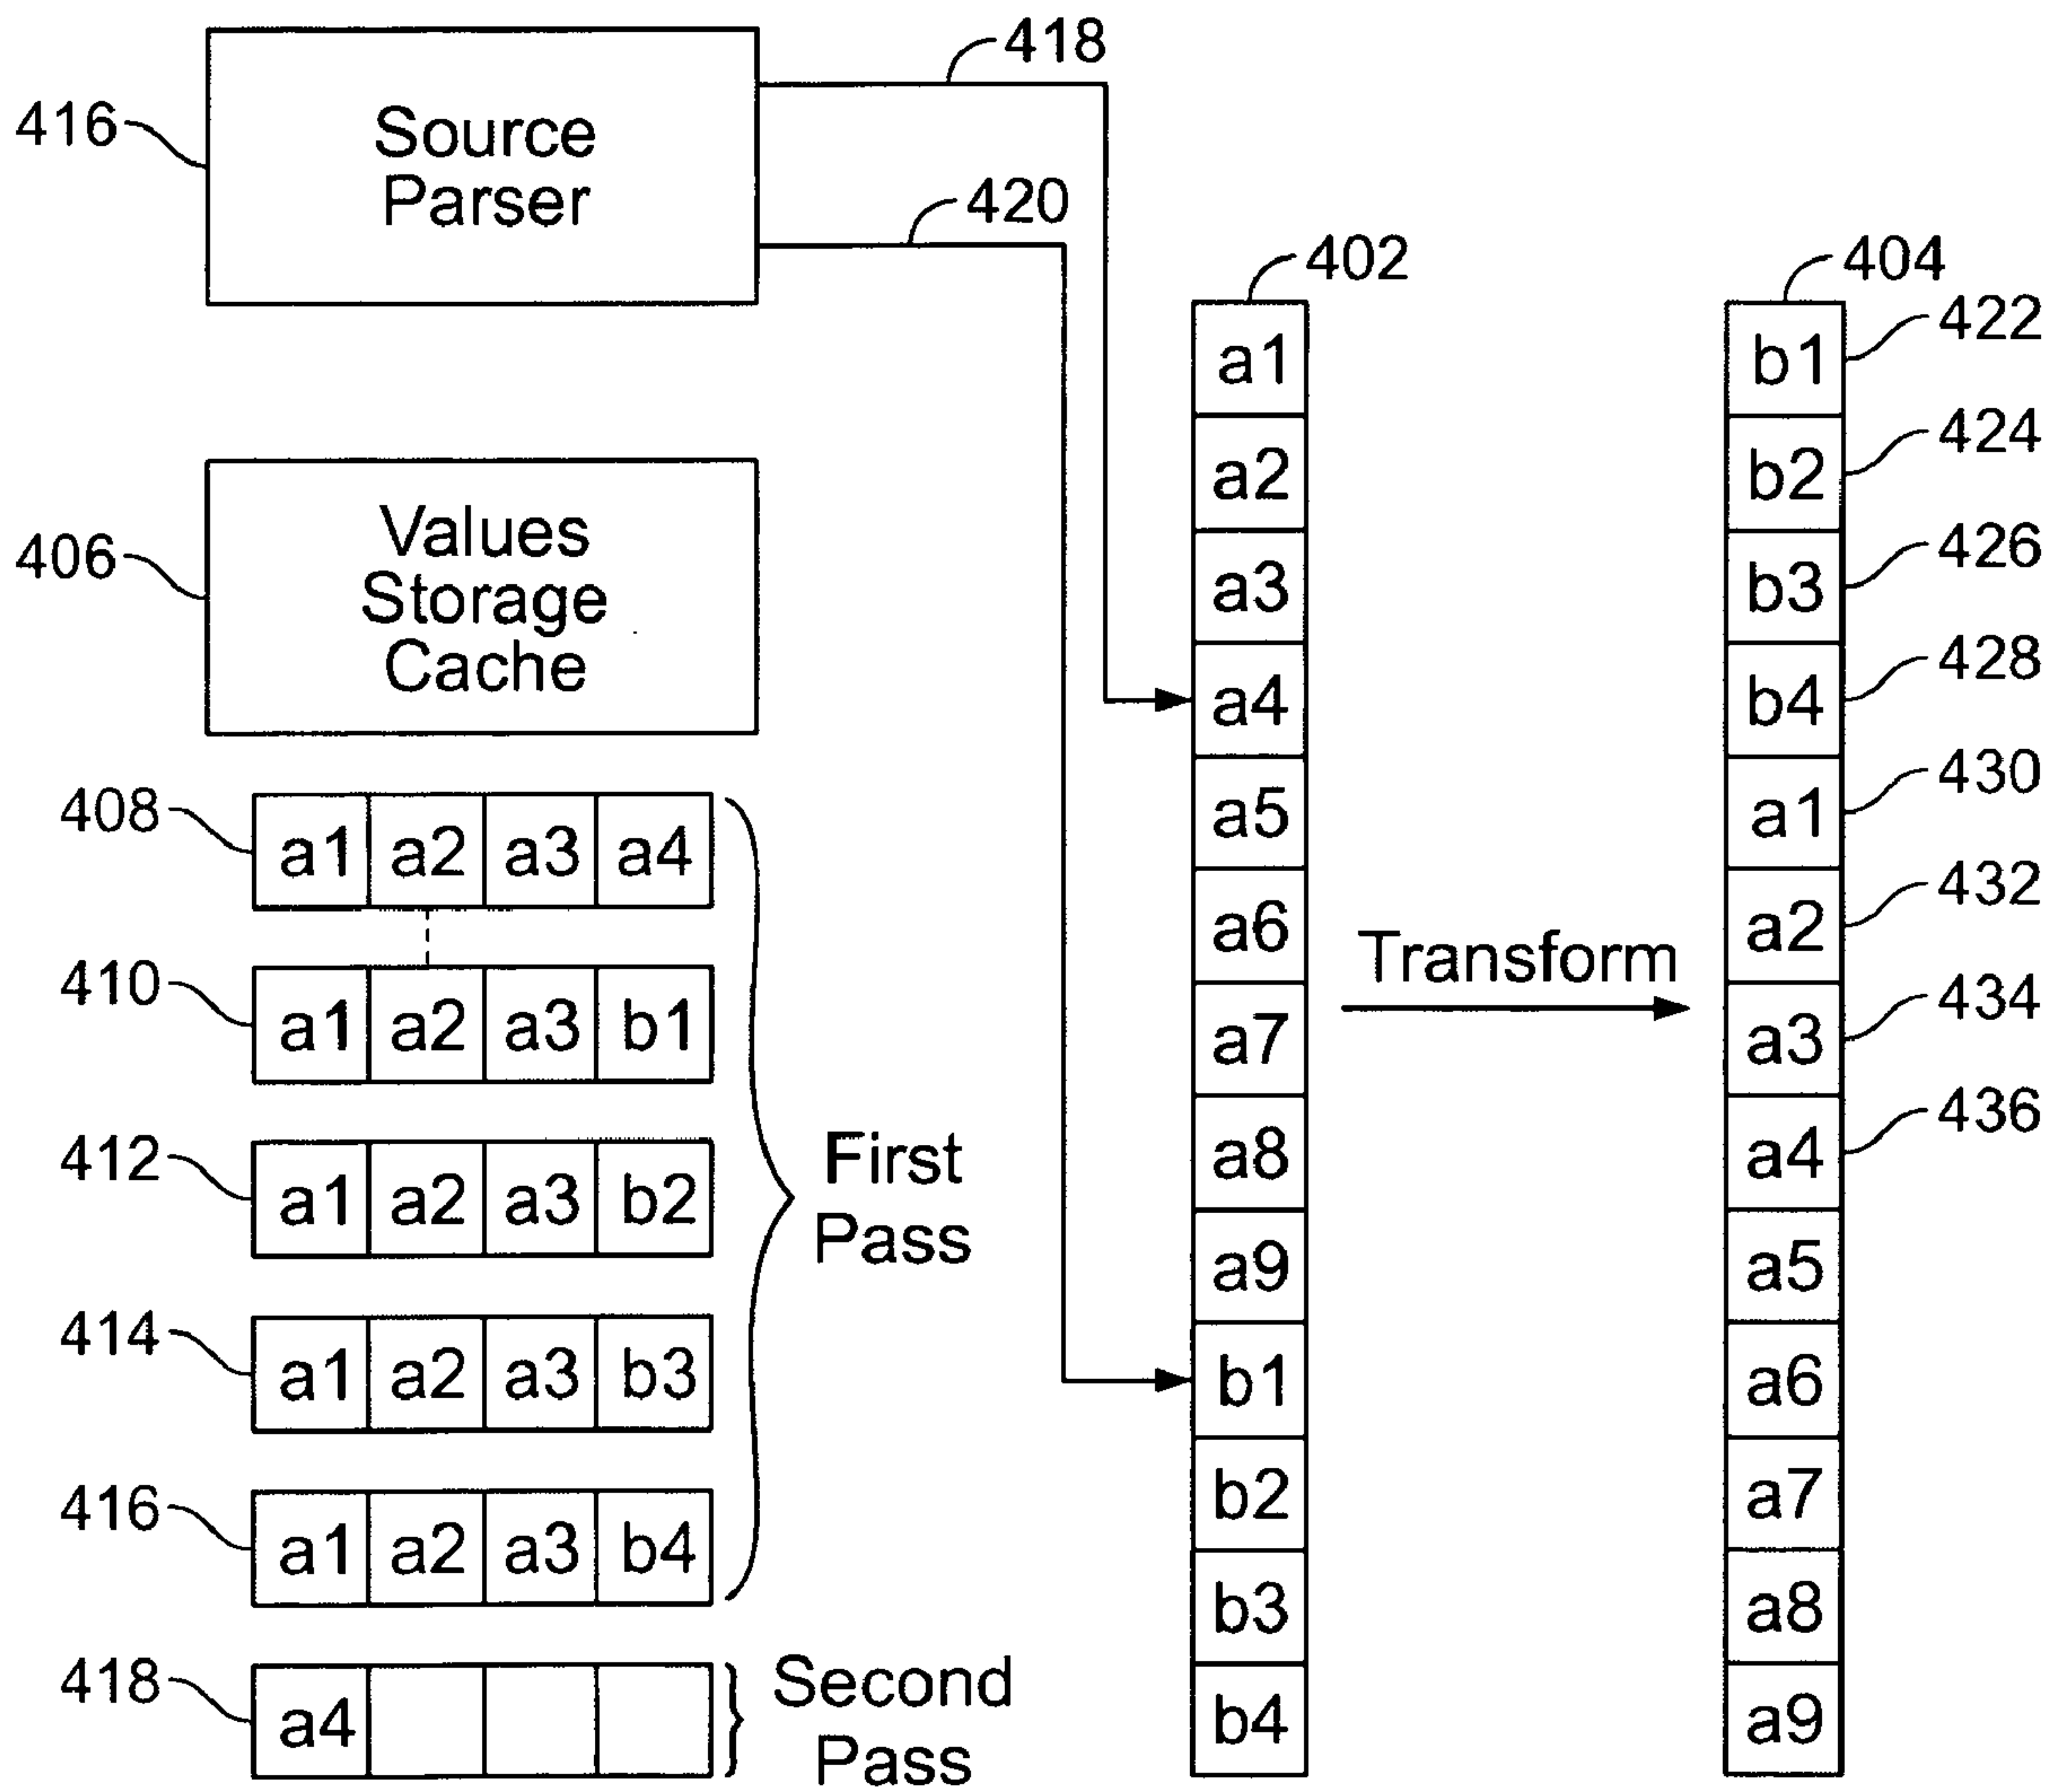 416
Source
Parser
418
420
406
Values
Storage
Cache
408
a1 a2 a3 a4
410
a1 a2 a3 b1
412
a1 a2 a3 b2
414
a1 a2 a3 b3
416
a1 a2 a3 b4
First
Pass
418
a4
Second
Pass
402
a1
a2
a3
a4
a5
a6
a7
a8
a9
b1
b2
b3
b4
Transform
404
b1 422
b2 424
b3 426
b4 428
a1 430
a2 432
a3 434
a4 436
a5
a6
a7
a8
a9